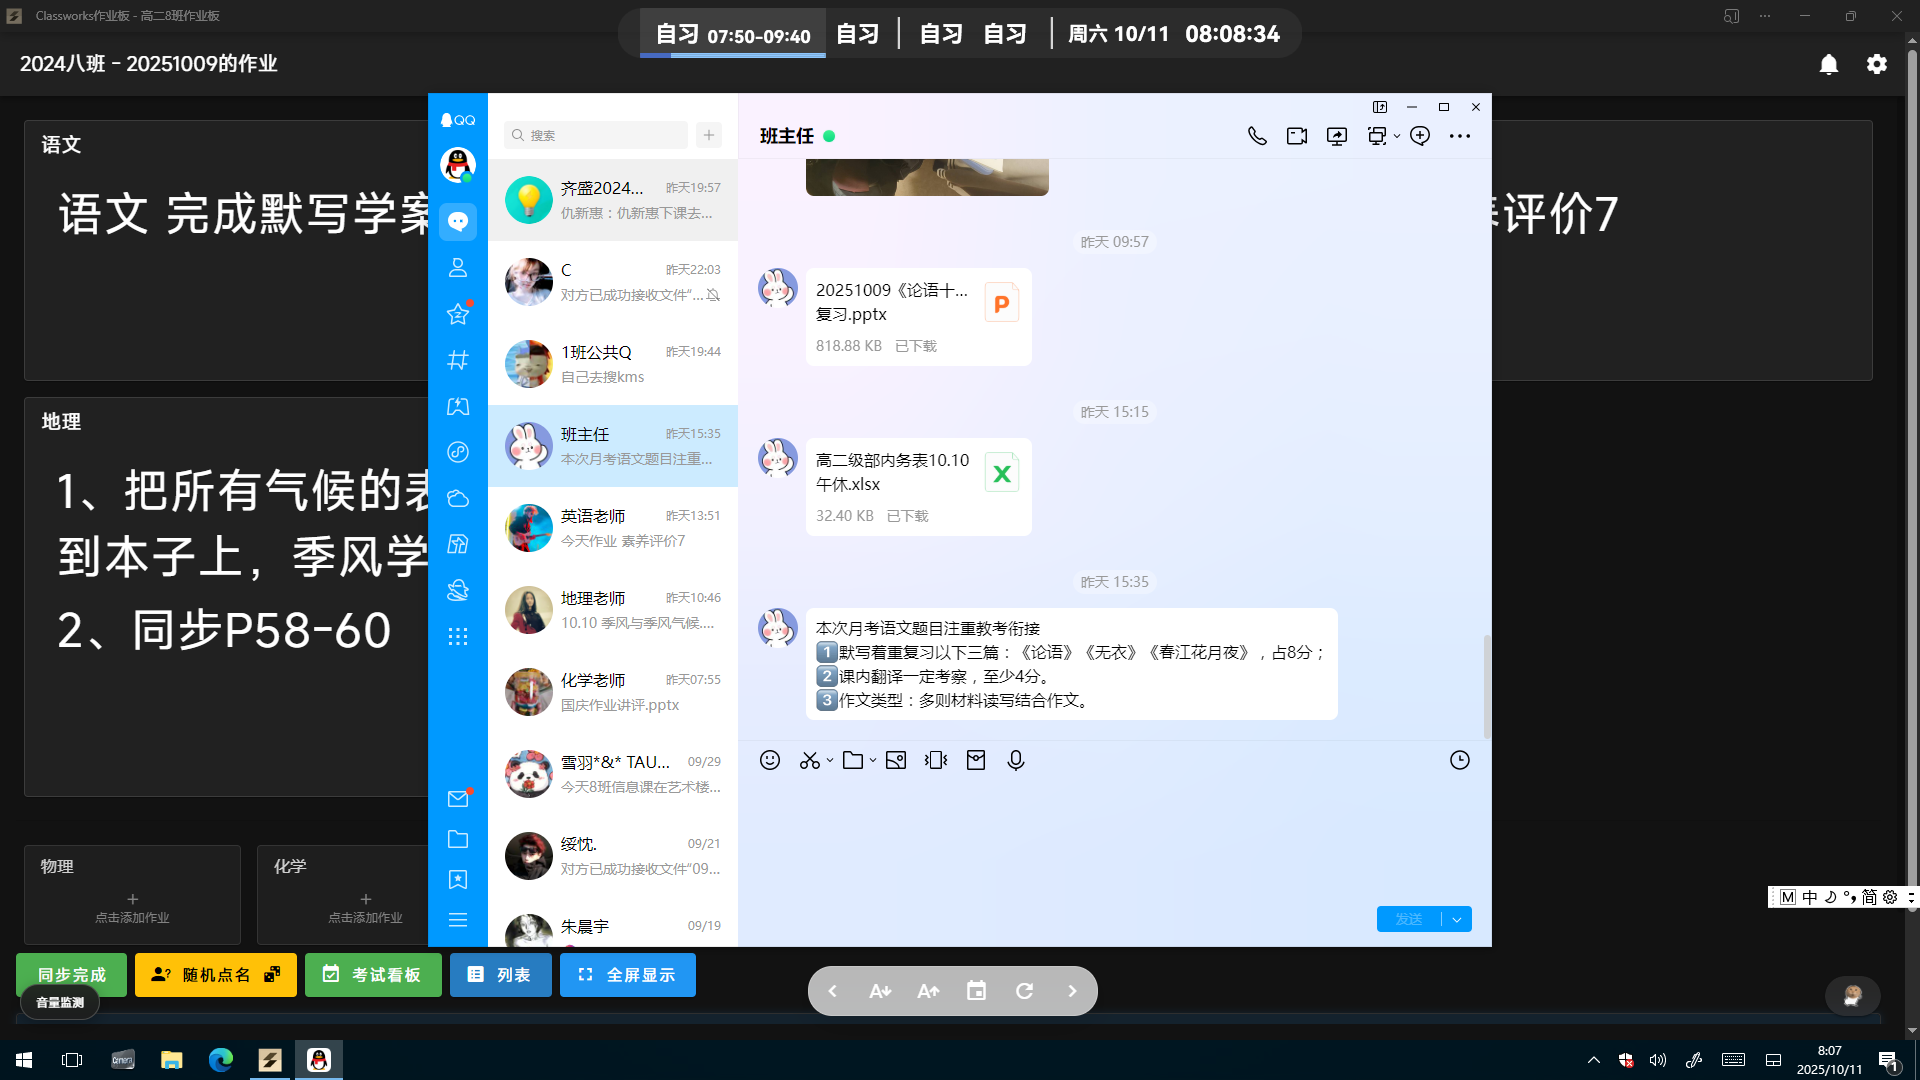 Classworks作业板 - 高二8班作业板
自习 07:50-09:40 自习 自习 自习 周六 10/11 08:08:34
2024八班 - 20251009的作业
语文
语文 完成默写学案
评价7
地理
1、把所有气候的表
到本子上，季风学
2、同步P58-60
物理
点击添加作业
化学
点击添加作业
同步完成
随机点名
考试看板
列表
全屏显示
音量监测
QQ
搜索
齐盛2024... 昨天19:57
仇新惠：仇新惠下课去...
C 昨天22:03
对方已成功接收文件“...
1班公共Q 昨天19:44
自己去搜kms
班主任 昨天15:35
本次月考语文题目注重...
英语老师 昨天13:51
今天作业 素养评价7
地理老师 昨天10:46
10.10 季风与季风气候....
化学老师 昨天07:55
国庆作业讲评.pptx
雪羽*&* TAU... 09/29
今天8班信息课在艺术楼...
绥忱. 09/21
对方已成功接收文件“09...
朱晨宇 09/19
班主任
昨天 09:57
20251009《论语十...
复习.pptx
818.88 KB 已下载
昨天 15:15
高二级部内务表10.10
午休.xlsx
32.40 KB 已下载
昨天 15:35
本次月考语文题目注重教考衔接
1默写着重复习以下三篇：《论语》《无衣》《春江花月夜》，占8分；
2课内翻译一定考察，至少4分。
3作文类型：多则材料读写结合作文。
发送
M 中 简
8:07
2025/10/11
1